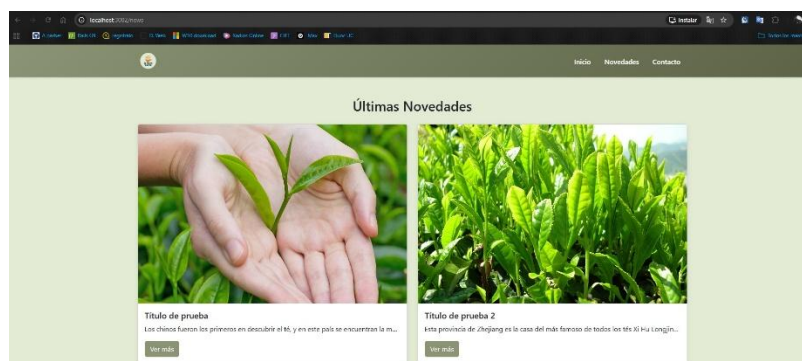 localhost:3002/news
Instalar
Inicio Novedades Contacto
Últimas Novedades
Título de prueba
Los chinos fueron los primeros en descubrir el té, y en este país se encuentran la m...
Ver más
Título de prueba 2
Esta provincia de Zhejiang es la casa del más famoso de todos los tés Xi Hu Longjin...
Ver más